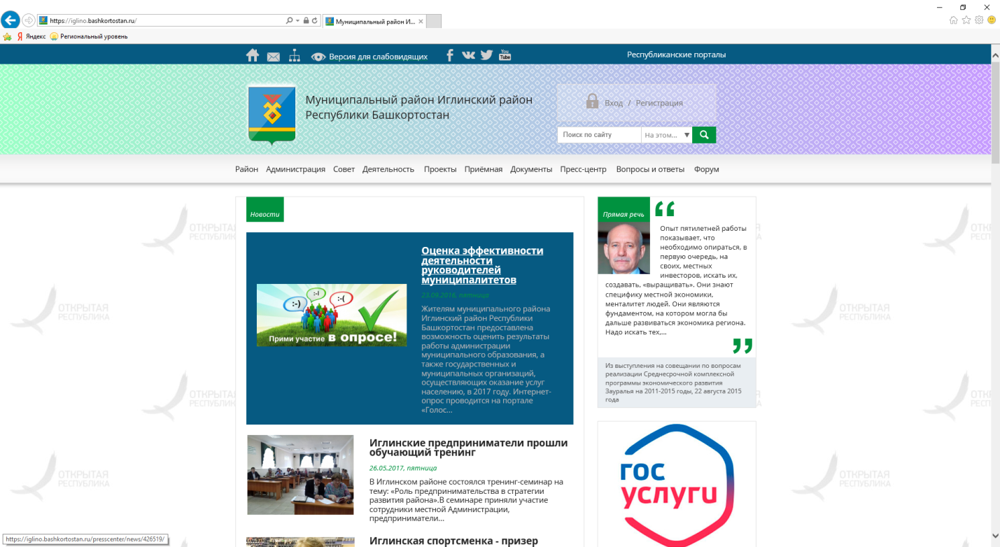 https://iglino.bashkortostan.ru/
Муниципальный район И...
Яндекс
Региональный уровень
Версия для слабовидящих
You
Tube
Республиканские порталы
Муниципальный район Иглинский район
Республики Башкортостан
Вход / Регистрация
Поиск по сайту
На этом...
Район Администрация Совет Деятельность Проекты Приёмная Документы Пресс-центр Вопросы и ответы Форум
Новости
Оценка эффективности
деятельности
руководителей
муниципалитетов
23.09.2016, пятница
Жителям муниципального района
Иглинский район Республики
Башкортостан предоставлена
возможность оценить результаты
работы администрации
муниципального образования, а
также государственных и
муниципальных организаций,
осуществляющих оказание услуг
населению, в 2017 году. Интернет-
опрос проводится на портале
«Голос...
:-)
:-I
:-(
Прими участие в опросе!
Иглинские предприниматели прошли
обучающий тренинг
26.05.2017, пятница
В Иглинском районе состоялся тренинг-семинар на
тему: «Роль предпринимательства в стратегии
развития района».В семинаре приняли участие
сотрудники местной Администрации,
предприниматели...
Иглинская спортсменка - призер
Прямая речь
Опыт пятилетней работы
показывает, что
необходимо опираться, в
первую очередь, на
своих, местных
инвесторов, искать их,
создавать, «выращивать». Они знают
специфику местной экономики,
менталитет людей. Они являются
фундаментом, на котором могла бы
дальше развиваться экономика региона.
Надо искать тех,...
Из выступления на совещании по вопросам
реализации Среднесрочной комплексной
программы экономического развития
Зауралья на 2011-2015 годы, 22 августа 2015
года
гос
услуги
ОТКРЫТАЯ
РЕСПУБЛИКА
ОТКРЫТАЯ
РЕСПУБЛИКА
ОТКРЫТАЯ
РЕСПУБЛИКА
ОТКРЫТАЯ
РЕСПУБЛИКА
https://iglino.bashkortostan.ru/presscenter/news/426519/